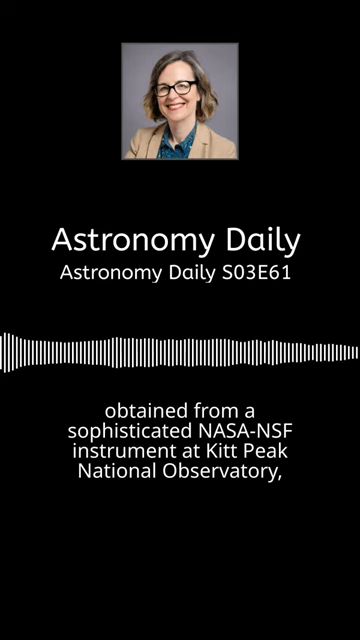 Astronomy Daily
Astronomy Daily S03E61
obtained from a
sophisticated NASA-NSF
instrument at Kitt Peak
National Observatory,